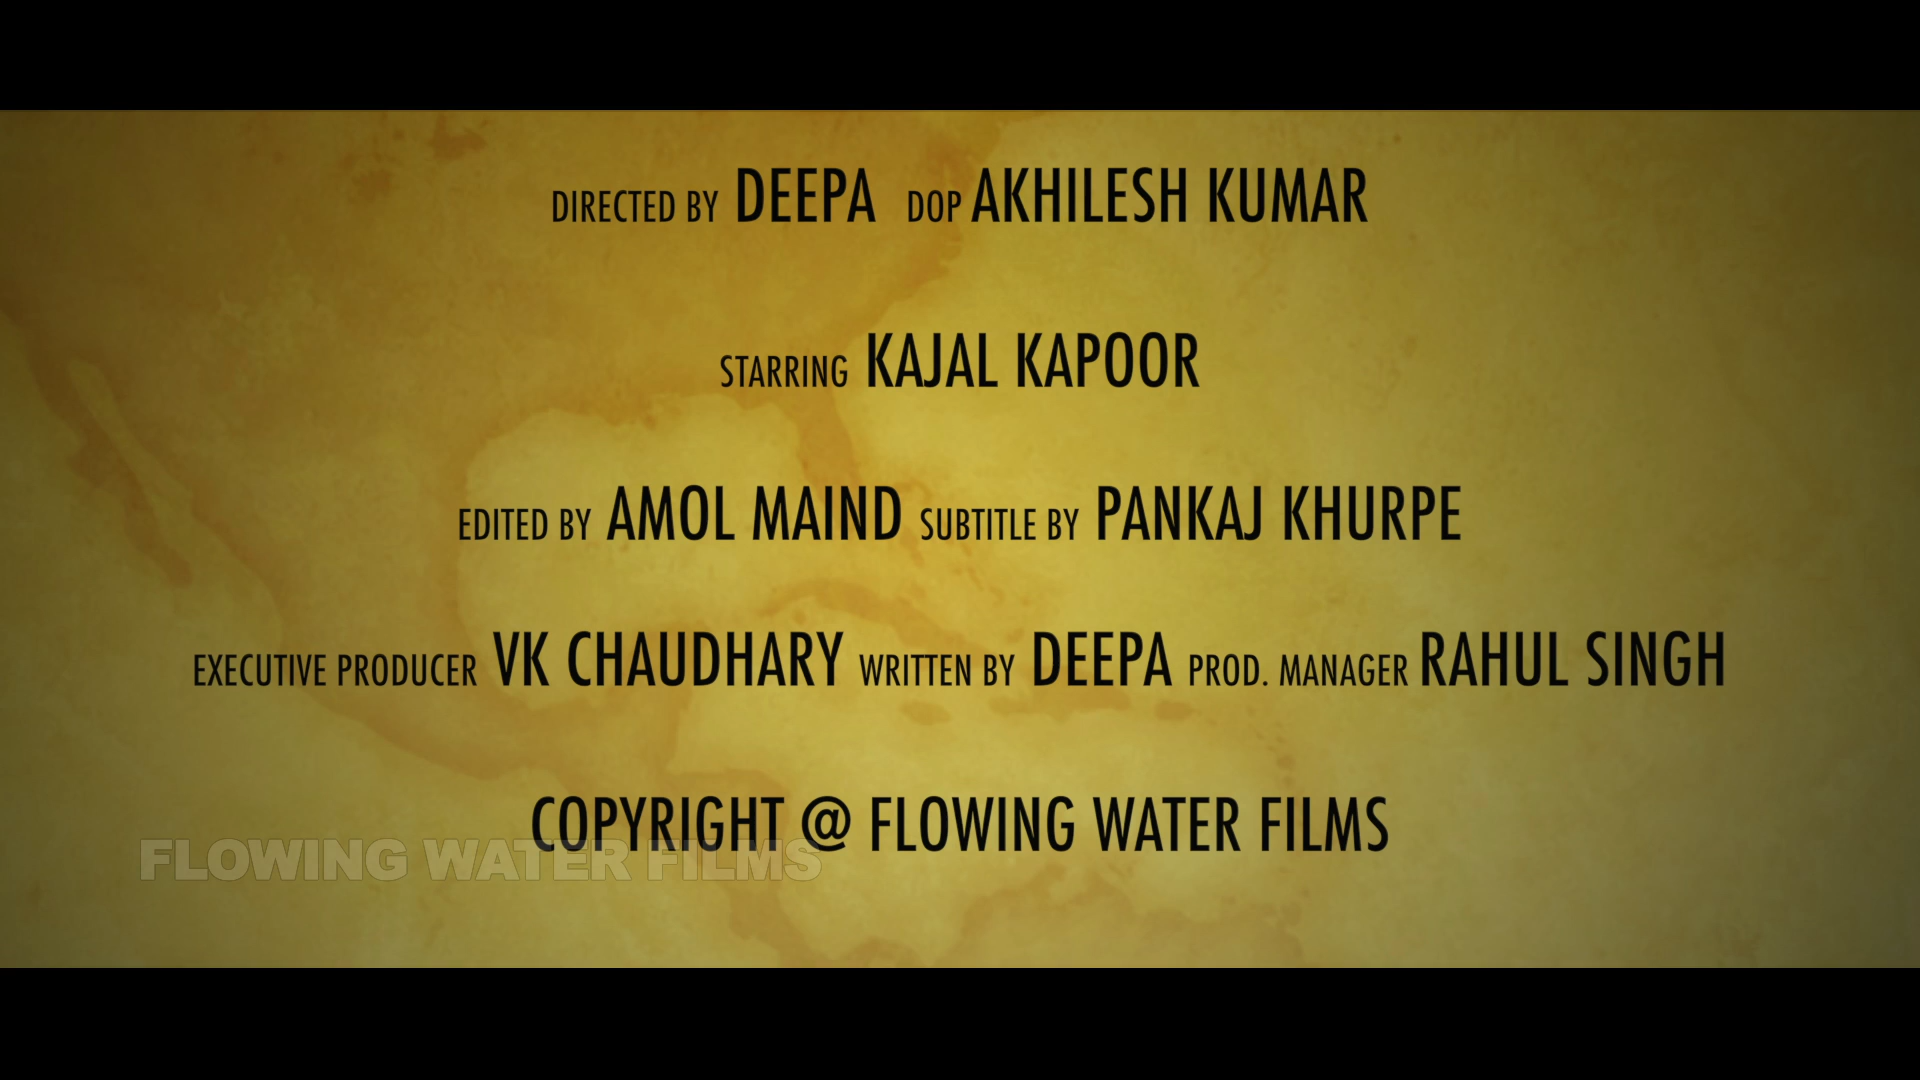 DIRECTED BY DEEPA DOP AKHILESH KUMAR
STARRING KAJAL KAPOOR
EDITED BY AMOL MAIND SUBTITLE BY PANKAJ KHURPE
EXECUTIVE PRODUCER VK CHAUDHARY WRITTEN BY DEEPA PROD. MANAGER RAHUL SINGH
COPYRIGHT @ FLOWING WATER FILMS
FLOWING WATER FILMS